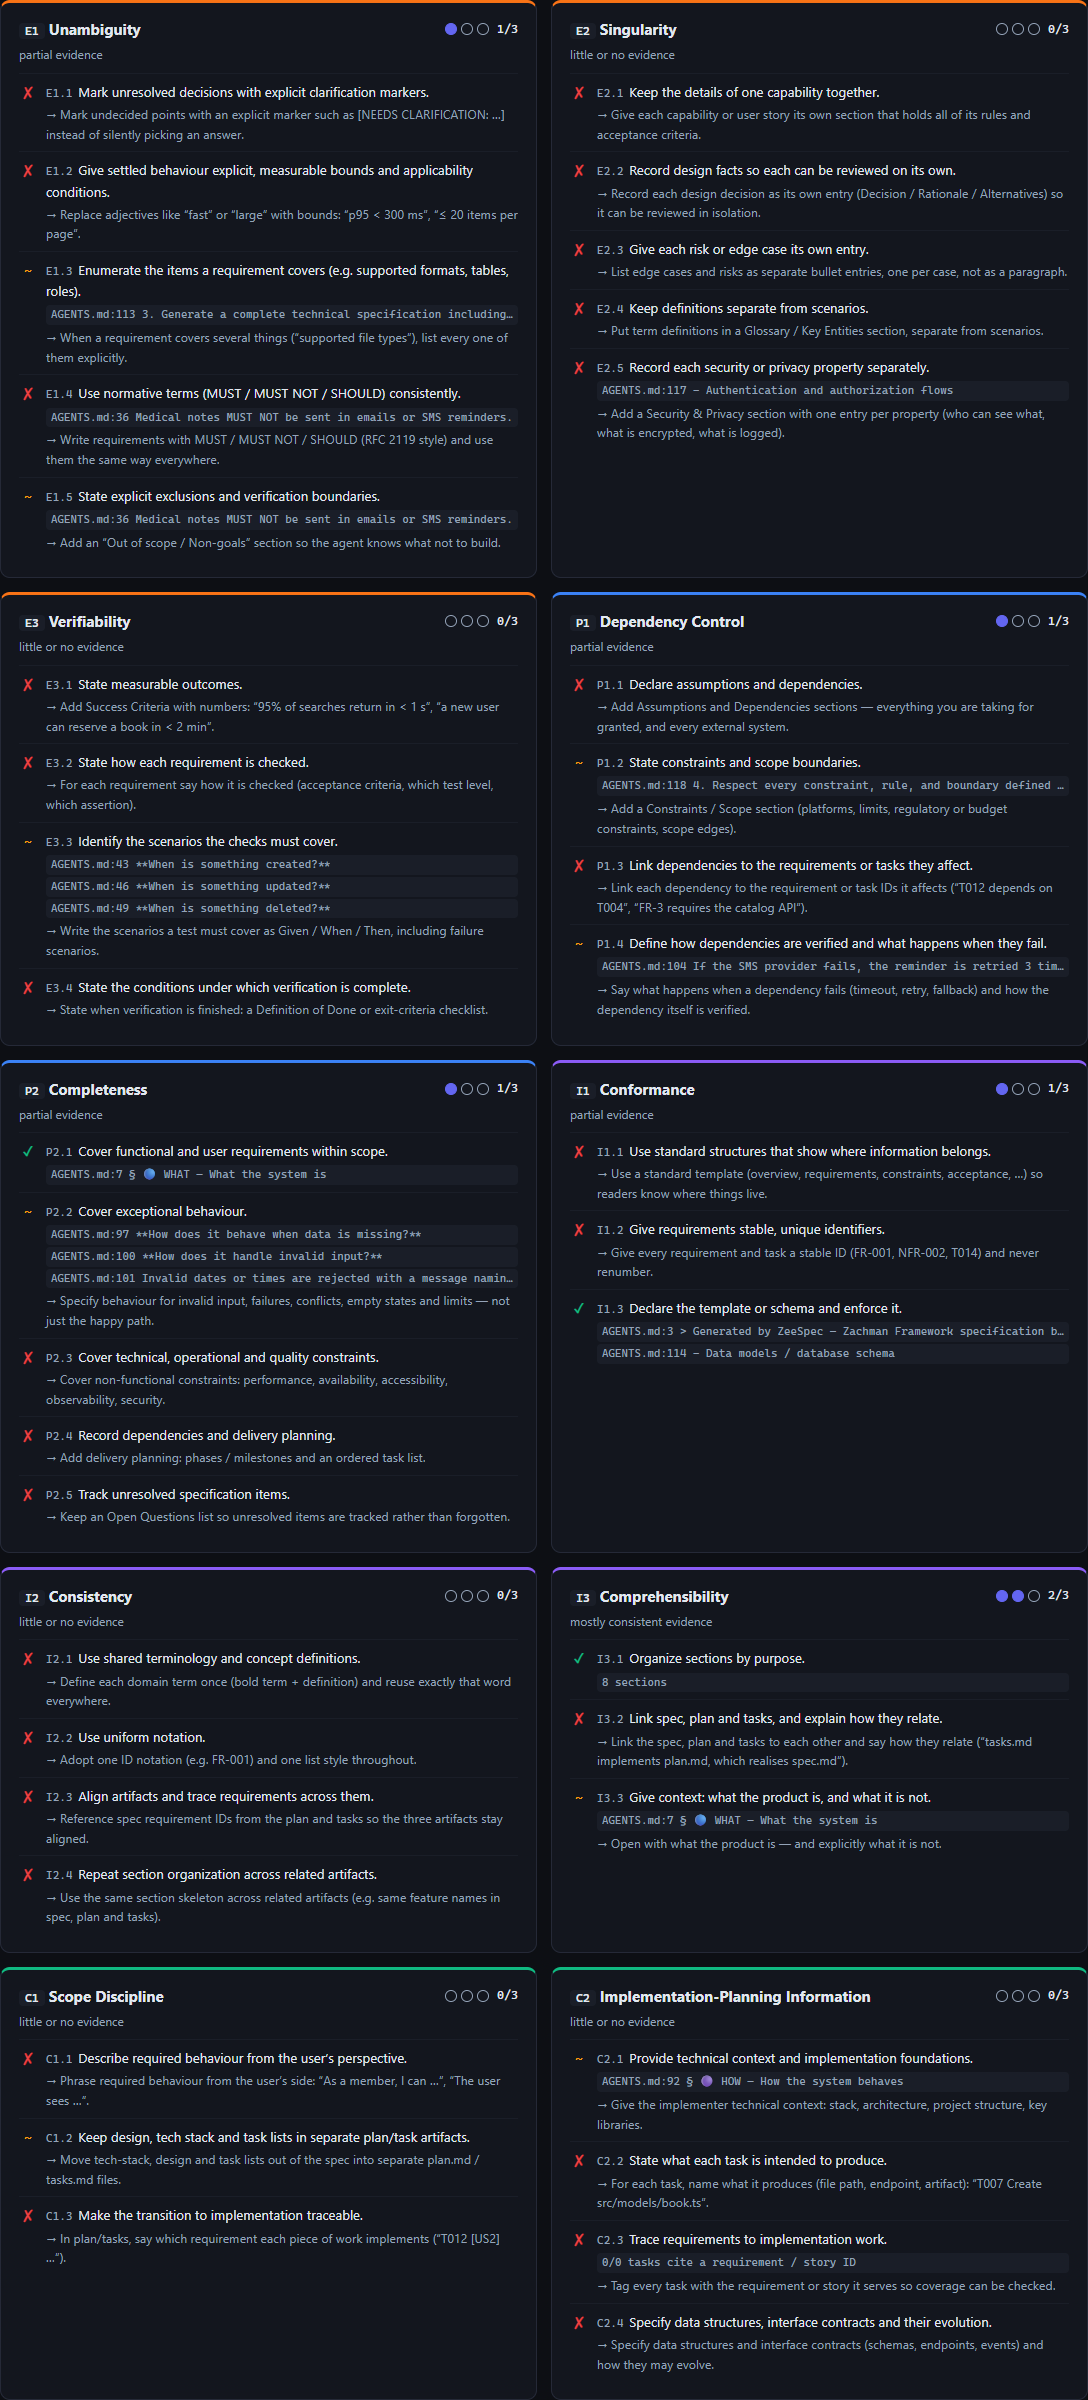 E1 Unambiguity 1/3
partial evidence
✗ E1.1 Mark unresolved decisions with explicit clarification markers.
→ Mark undecided points with an explicit marker such as [NEEDS CLARIFICATION: …]
instead of silently picking an answer.
✗ E1.2 Give settled behaviour explicit, measurable bounds and applicability
conditions.
→ Replace adjectives like “fast” or “large” with bounds: “p95 < 300 ms”, “≤ 20 items per
page”.
~ E1.3 Enumerate the items a requirement covers (e.g. supported formats, tables,
roles).
AGENTS.md:113 3. Generate a complete technical specification including…
→ When a requirement covers several things (“supported file types”), list every one of
them explicitly.
✗ E1.4 Use normative terms (MUST / MUST NOT / SHOULD) consistently.
AGENTS.md:36 Medical notes MUST NOT be sent in emails or SMS reminders.
→ Write requirements with MUST / MUST NOT / SHOULD (RFC 2119 style) and use
them the same way everywhere.
~ E1.5 State explicit exclusions and verification boundaries.
AGENTS.md:36 Medical notes MUST NOT be sent in emails or SMS reminders.
→ Add an “Out of scope / Non-goals” section so the agent knows what not to build.
E2 Singularity 0/3
little or no evidence
✗ E2.1 Keep the details of one capability together.
→ Give each capability or user story its own section that holds all of its rules and
acceptance criteria.
✗ E2.2 Record design facts so each can be reviewed on its own.
→ Record each design decision as its own entry (Decision / Rationale / Alternatives) so
it can be reviewed in isolation.
✗ E2.3 Give each risk or edge case its own entry.
→ List edge cases and risks as separate bullet entries, one per case, not as a paragraph.
✗ E2.4 Keep definitions separate from scenarios.
→ Put term definitions in a Glossary / Key Entities section, separate from scenarios.
✗ E2.5 Record each security or privacy property separately.
AGENTS.md:117 – Authentication and authorization flows
→ Add a Security & Privacy section with one entry per property (who can see what,
what is encrypted, what is logged).
E3 Verifiability 0/3
little or no evidence
✗ E3.1 State measurable outcomes.
→ Add Success Criteria with numbers: “95% of searches return in < 1 s”, “a new user
can reserve a book in < 2 min”.
✗ E3.2 State how each requirement is checked.
→ For each requirement say how it is checked (acceptance criteria, which test level,
which assertion).
~ E3.3 Identify the scenarios the checks must cover.
AGENTS.md:43 **When is something created?**
AGENTS.md:46 **When is something updated?**
AGENTS.md:49 **When is something deleted?**
→ Write the scenarios a test must cover as Given / When / Then, including failure
scenarios.
✗ E3.4 State the conditions under which verification is complete.
→ State when verification is finished: a Definition of Done or exit-criteria checklist.
P1 Dependency Control 1/3
partial evidence
✗ P1.1 Declare assumptions and dependencies.
→ Add Assumptions and Dependencies sections — everything you are taking for
granted, and every external system.
~ P1.2 State constraints and scope boundaries.
AGENTS.md:118 4. Respect every constraint, rule, and boundary defined …
→ Add a Constraints / Scope section (platforms, limits, regulatory or budget
constraints, scope edges).
✗ P1.3 Link dependencies to the requirements or tasks they affect.
→ Link each dependency to the requirement or task IDs it affects (“T012 depends on
T004”, “FR-3 requires the catalog API”).
~ P1.4 Define how dependencies are verified and what happens when they fail.
AGENTS.md:104 If the SMS provider fails, the reminder is retried 3 tim…
→ Say what happens when a dependency fails (timeout, retry, fallback) and how the
dependency itself is verified.
P2 Completeness 1/3
partial evidence
✓ P2.1 Cover functional and user requirements within scope.
AGENTS.md:7 § 🔵 WHAT — What the system is
~ P2.2 Cover exceptional behaviour.
AGENTS.md:97 **How does it behave when data is missing?**
AGENTS.md:100 **How does it handle invalid input?**
AGENTS.md:101 Invalid dates or times are rejected with a message namin…
→ Specify behaviour for invalid input, failures, conflicts, empty states and limits — not
just the happy path.
✗ P2.3 Cover technical, operational and quality constraints.
→ Cover non-functional constraints: performance, availability, accessibility,
observability, security.
✗ P2.4 Record dependencies and delivery planning.
→ Add delivery planning: phases / milestones and an ordered task list.
✗ P2.5 Track unresolved specification items.
→ Keep an Open Questions list so unresolved items are tracked rather than forgotten.
I1 Conformance 1/3
partial evidence
✗ I1.1 Use standard structures that show where information belongs.
→ Use a standard template (overview, requirements, constraints, acceptance, …) so
readers know where things live.
✗ I1.2 Give requirements stable, unique identifiers.
→ Give every requirement and task a stable ID (FR-001, NFR-002, T014) and never
renumber.
✓ I1.3 Declare the template or schema and enforce it.
AGENTS.md:3 > Generated by ZeeSpec — Zachman Framework specification b…
AGENTS.md:114 – Data models / database schema
I2 Consistency 0/3
little or no evidence
✗ I2.1 Use shared terminology and concept definitions.
→ Define each domain term once (bold term + definition) and reuse exactly that word
everywhere.
✗ I2.2 Use uniform notation.
→ Adopt one ID notation (e.g. FR-001) and one list style throughout.
✗ I2.3 Align artifacts and trace requirements across them.
→ Reference spec requirement IDs from the plan and tasks so the three artifacts stay
aligned.
✗ I2.4 Repeat section organization across related artifacts.
→ Use the same section skeleton across related artifacts (e.g. same feature names in
spec, plan and tasks).
I3 Comprehensibility 2/3
mostly consistent evidence
✓ I3.1 Organize sections by purpose.
8 sections
✗ I3.2 Link spec, plan and tasks, and explain how they relate.
→ Link the spec, plan and tasks to each other and say how they relate (“tasks.md
implements plan.md, which realises spec.md”).
~ I3.3 Give context: what the product is, and what it is not.
AGENTS.md:7 § 🔵 WHAT — What the system is
→ Open with what the product is — and explicitly what it is not.
C1 Scope Discipline 0/3
little or no evidence
✗ C1.1 Describe required behaviour from the user’s perspective.
→ Phrase required behaviour from the user’s side: “As a member, I can …”, “The user
sees …”.
~ C1.2 Keep design, tech stack and task lists in separate plan/task artifacts.
→ Move tech-stack, design and task lists out of the spec into separate plan.md /
tasks.md files.
✗ C1.3 Make the transition to implementation traceable.
→ In plan/tasks, say which requirement each piece of work implements (“T012 [US2]
…”).
C2 Implementation-Planning Information 0/3
little or no evidence
~ C2.1 Provide technical context and implementation foundations.
AGENTS.md:92 § 🟣 HOW — How the system behaves
→ Give the implementer technical context: stack, architecture, project structure, key
libraries.
✗ C2.2 State what each task is intended to produce.
→ For each task, name what it produces (file path, endpoint, artifact): “T007 Create
src/models/book.ts”.
✗ C2.3 Trace requirements to implementation work.
0/0 tasks cite a requirement / story ID
→ Tag every task with the requirement or story it serves so coverage can be checked.
✗ C2.4 Specify data structures, interface contracts and their evolution.
→ Specify data structures and interface contracts (schemas, endpoints, events) and
how they may evolve.